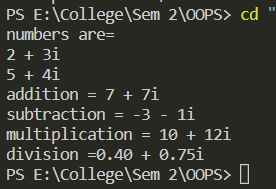 PS E:\College\Sem 2\OOPS> cd "
numbers are=
2 + 3i
5 + 4i
addition = 7 + 7i
subtraction = -3 - 1i
multiplication = 10 + 12i
division =0.40 + 0.75i
PS E:\College\Sem 2\OOPS>